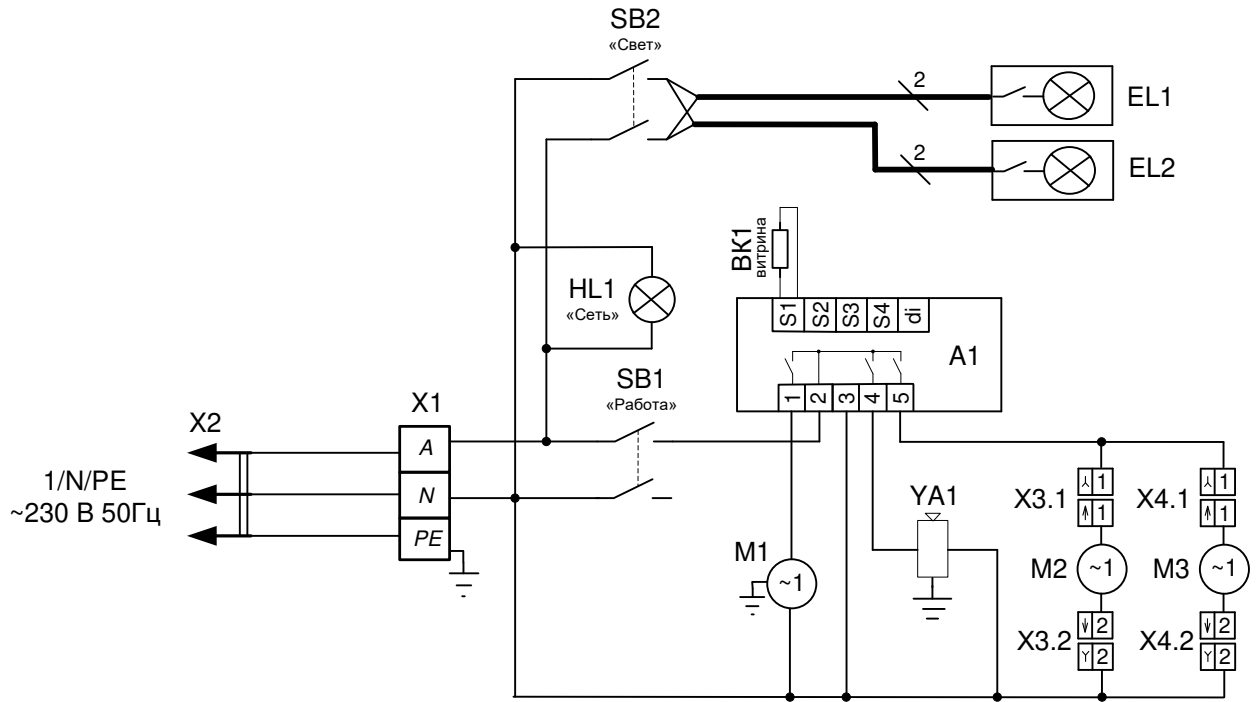 SB2
«Свет»
2
EL1
2
EL2
BK1
витрина
HL1
«Сеть»
S1
S2
S3
S4
di
A1
SB1
«Работа»
1
2
3
4
5
X2
X1
A
N
PE
1/N/PE
~230 В 50Гц
YA1
X3.1
1
1
X4.1
1
1
M1
~1
M2
~1
M3
~1
X3.2
2
2
X4.2
2
2